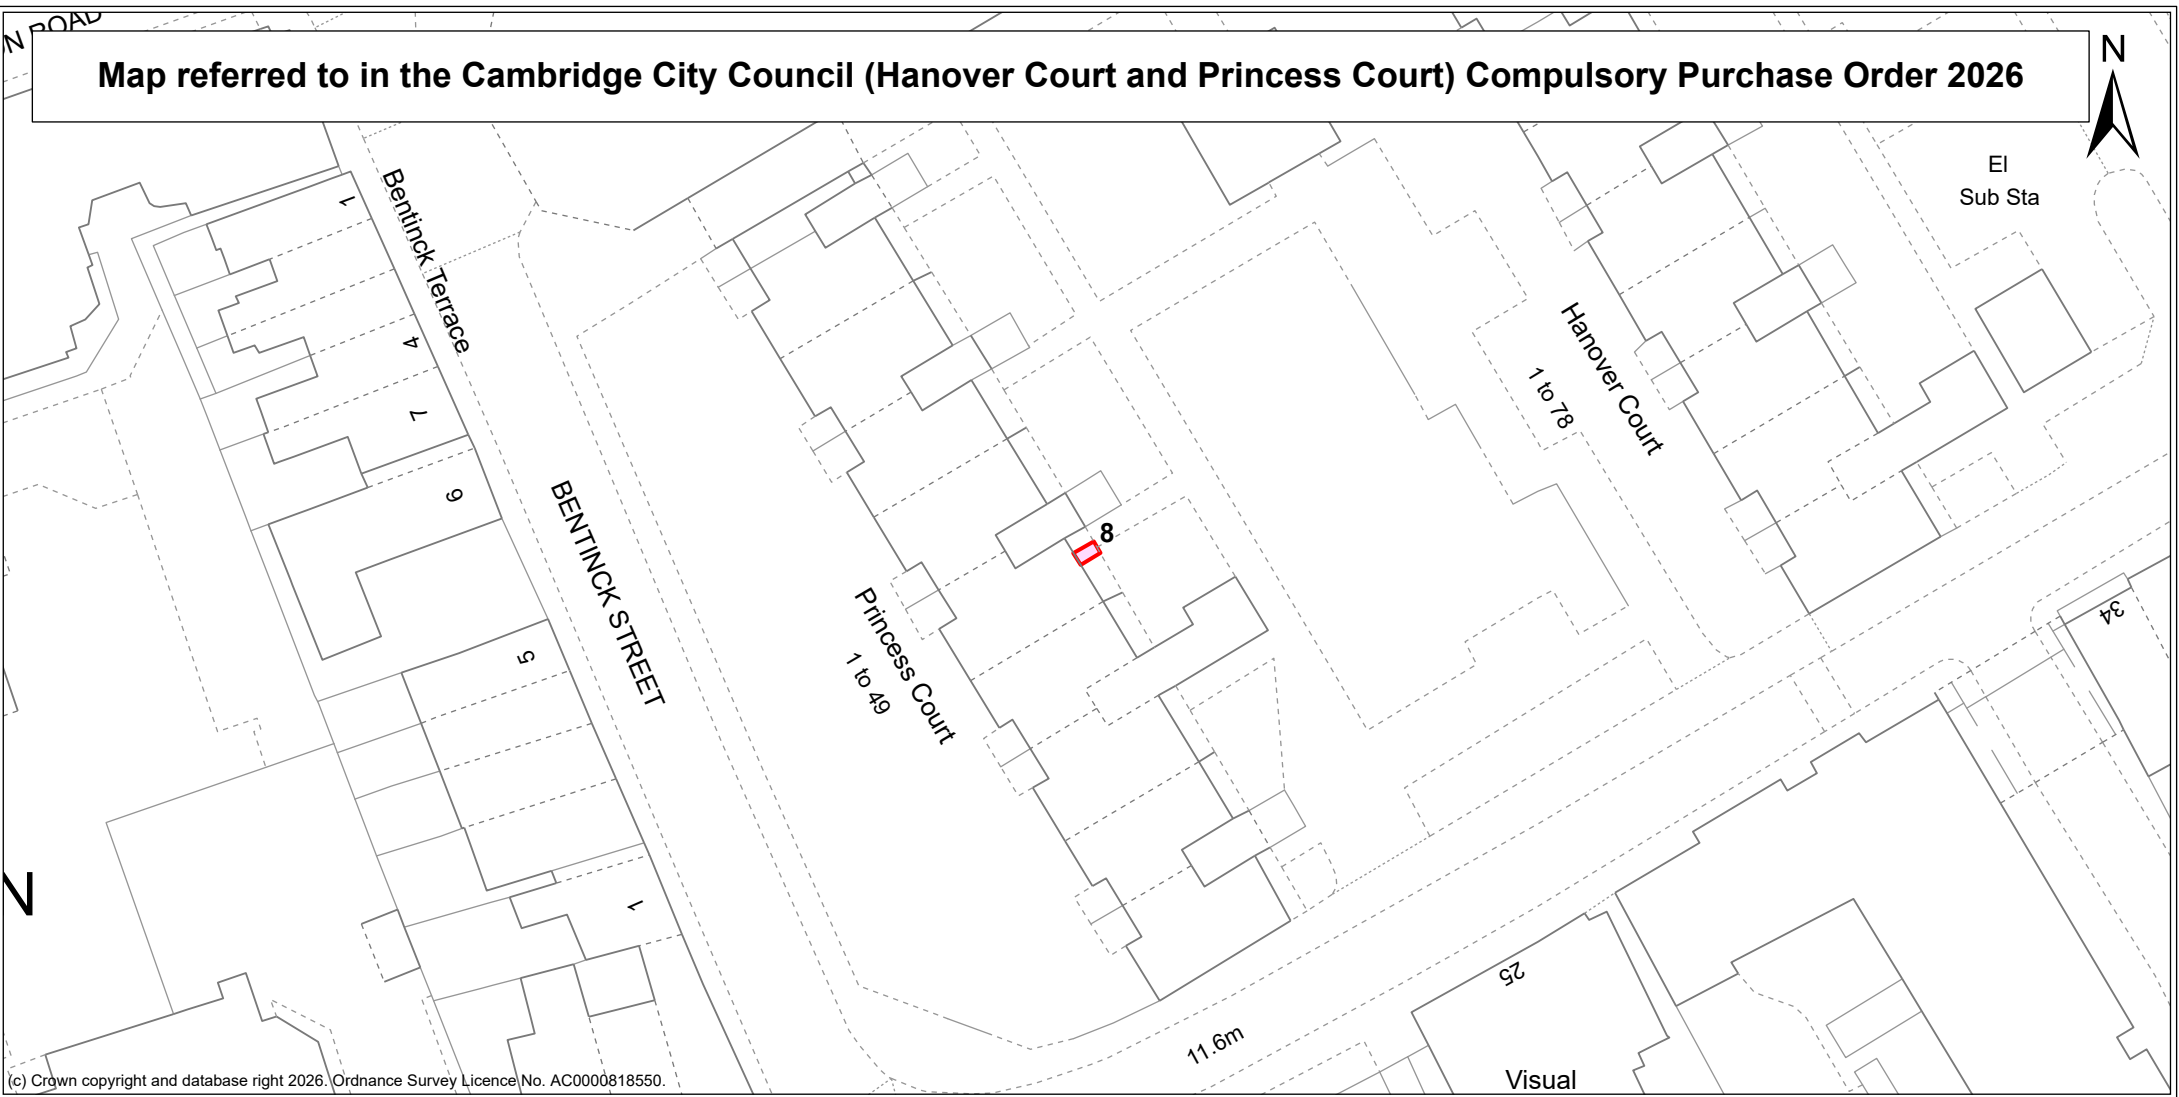 N ROAD
Map referred to in the Cambridge City Council (Hanover Court and Princess Court) Compulsory Purchase Order 2026
N
El
Sub Sta
Bentinck Terrace
1
4
7
9
BENTINCK STREET
5
1
Princess Court
1 to 49
8
Hanover Court
1 to 78
34
25
11.6m
Visual
N
(c) Crown copyright and database right 2026. Ordnance Survey Licence No. AC0000818550.